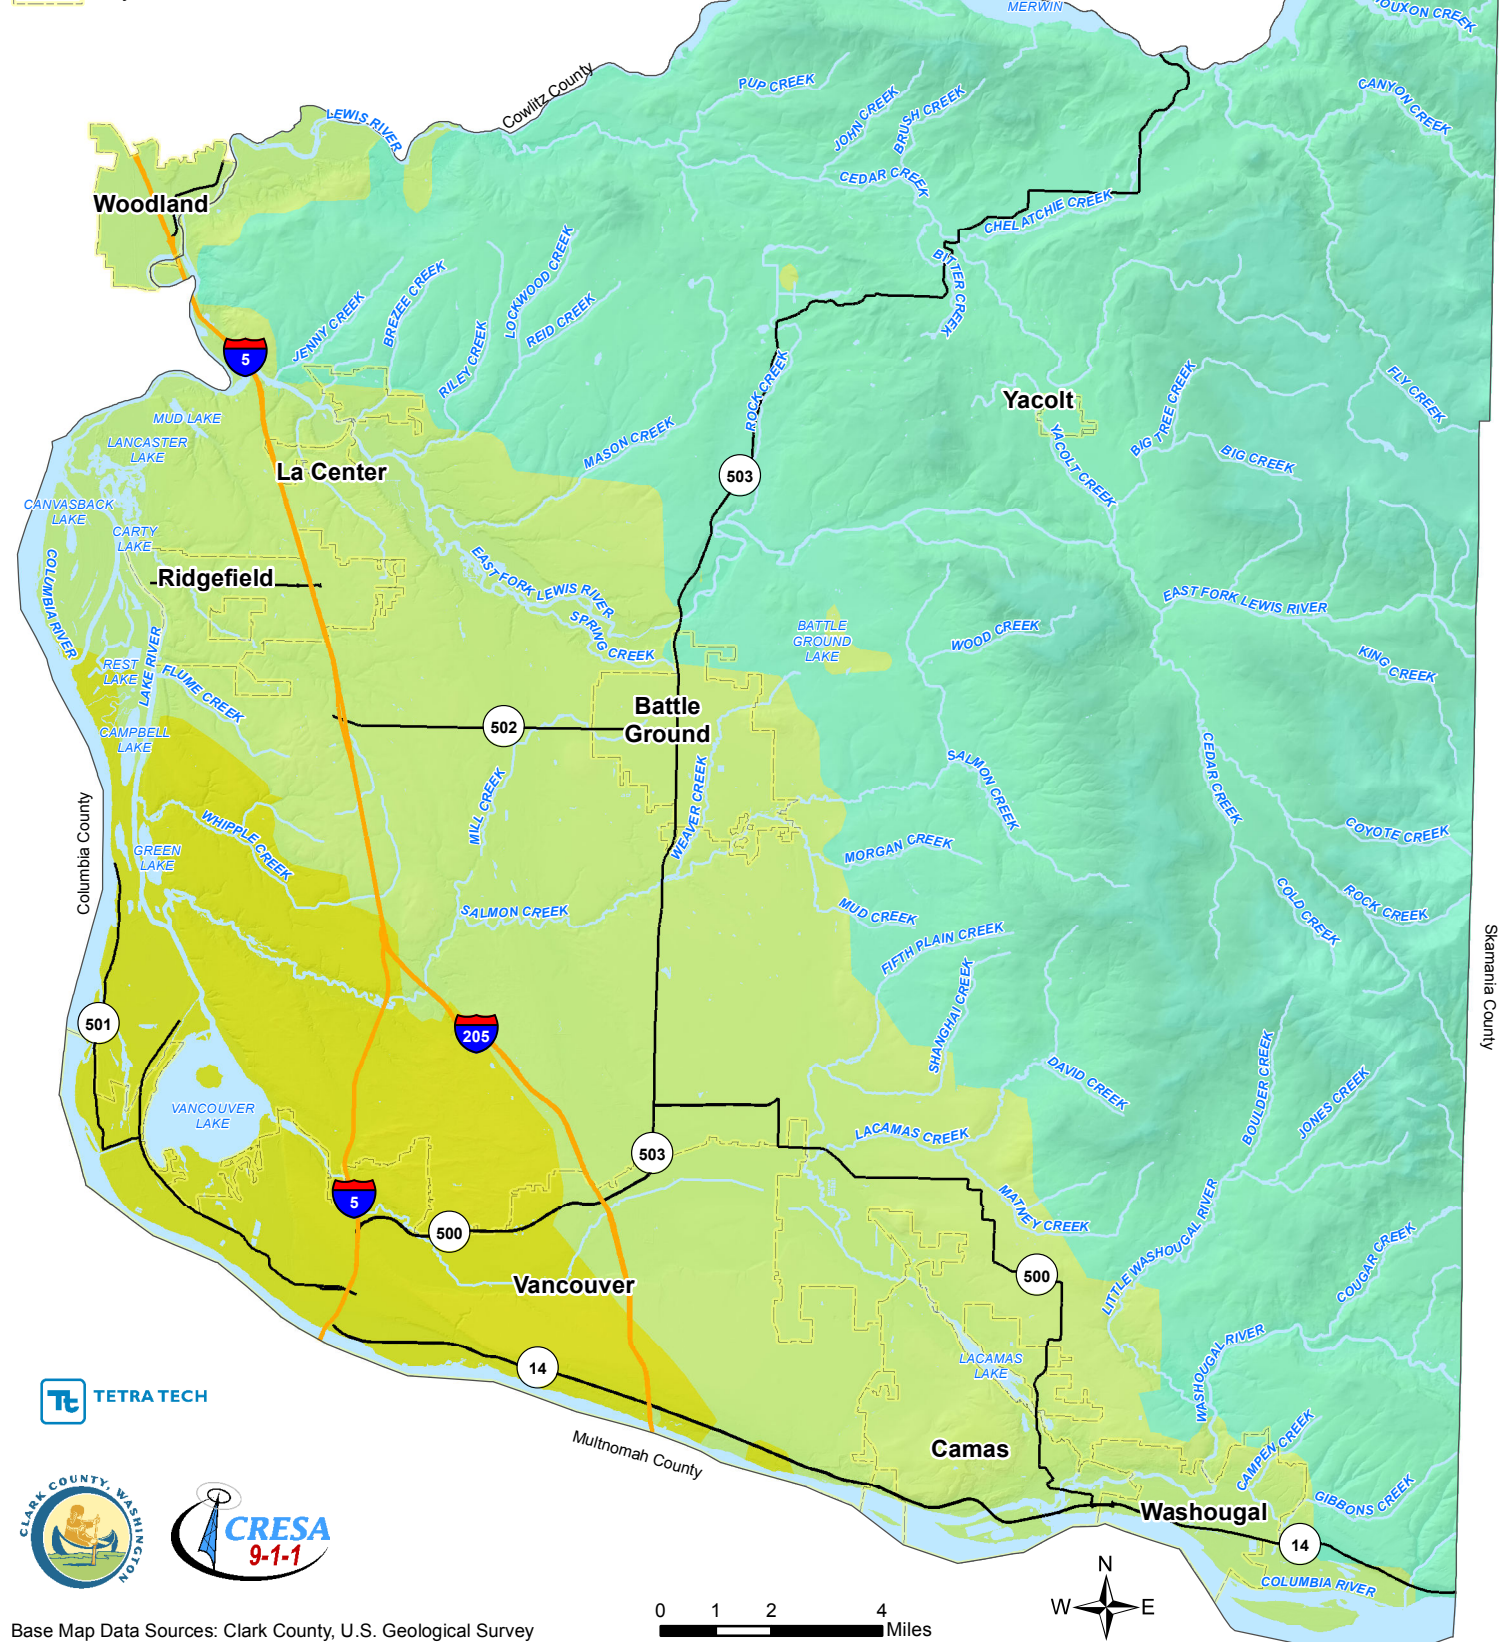 MERWIN
OUXON CREEK
PUP CREEK
CANYON CREEK
Cowlitz County
JOHN CREEK
BRUSH CREEK
LEWIS RIVER
CEDAR CREEK
Woodland
CHELATCHIE CREEK
BITTER CREEK
LOCKWOOD CREEK
BREZEE CREEK
JENNY CREEK
REID CREEK
RILEY CREEK
5
ROCK CREEK
FLY CREEK
Yacolt
BIG TREE CREEK
MUD LAKE
LANCASTER
LAKE
MASON CREEK
YACOLT CREEK
BIG CREEK
La Center
503
CANVASBACK
LAKE
CARTY
LAKE
COLUMBIA RIVER
Ridgefield
EAST FORK LEWIS RIVER
EAST FORK LEWIS RIVER
SPRING CREEK
BATTLE
GROUND
LAKE
WOOD CREEK
KING CREEK
REST
LAKE
LAKE RIVER
FLUME CREEK
Battle
Ground
502
CAMPBELL
LAKE
SALMON CREEK
CEDAR CREEK
MILL CREEK
WEAVER CREEK
Columbia County
WHIPPLE CREEK
GREEN
LAKE
MORGAN CREEK
COYOTE CREEK
SALMON CREEK
MUD CREEK
COLD CREEK
ROCK CREEK
FIFTH PLAIN CREEK
Skamania County
501
205
SHANGHAI CREEK
DAVID CREEK
BOULDER CREEK
JONES CREEK
VANCOUVER
LAKE
LACAMAS CREEK
503
5
MATNEY CREEK
LITTLE WASHOUGAL RIVER
500
COUGAR CREEK
500
Vancouver
14
LACAMAS
LAKE
WASHOUGAL RIVER
Tt TETRA TECH
Multnomah County
Camas
CAMPEN CREEK
GIBBONS CREEK
CLARK COUNTY, WASHINGTON
CRESA
9-1-1
Washougal
14
COLUMBIA RIVER
N
W E
S
0 1 2 4
Miles
Base Map Data Sources: Clark County, U.S. Geological Survey